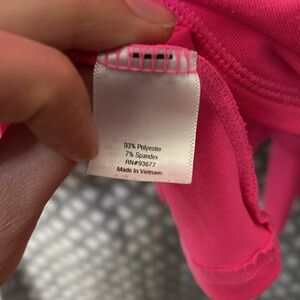 93% Polyester
7% Spandex
RN#93677
Made In Vietnam